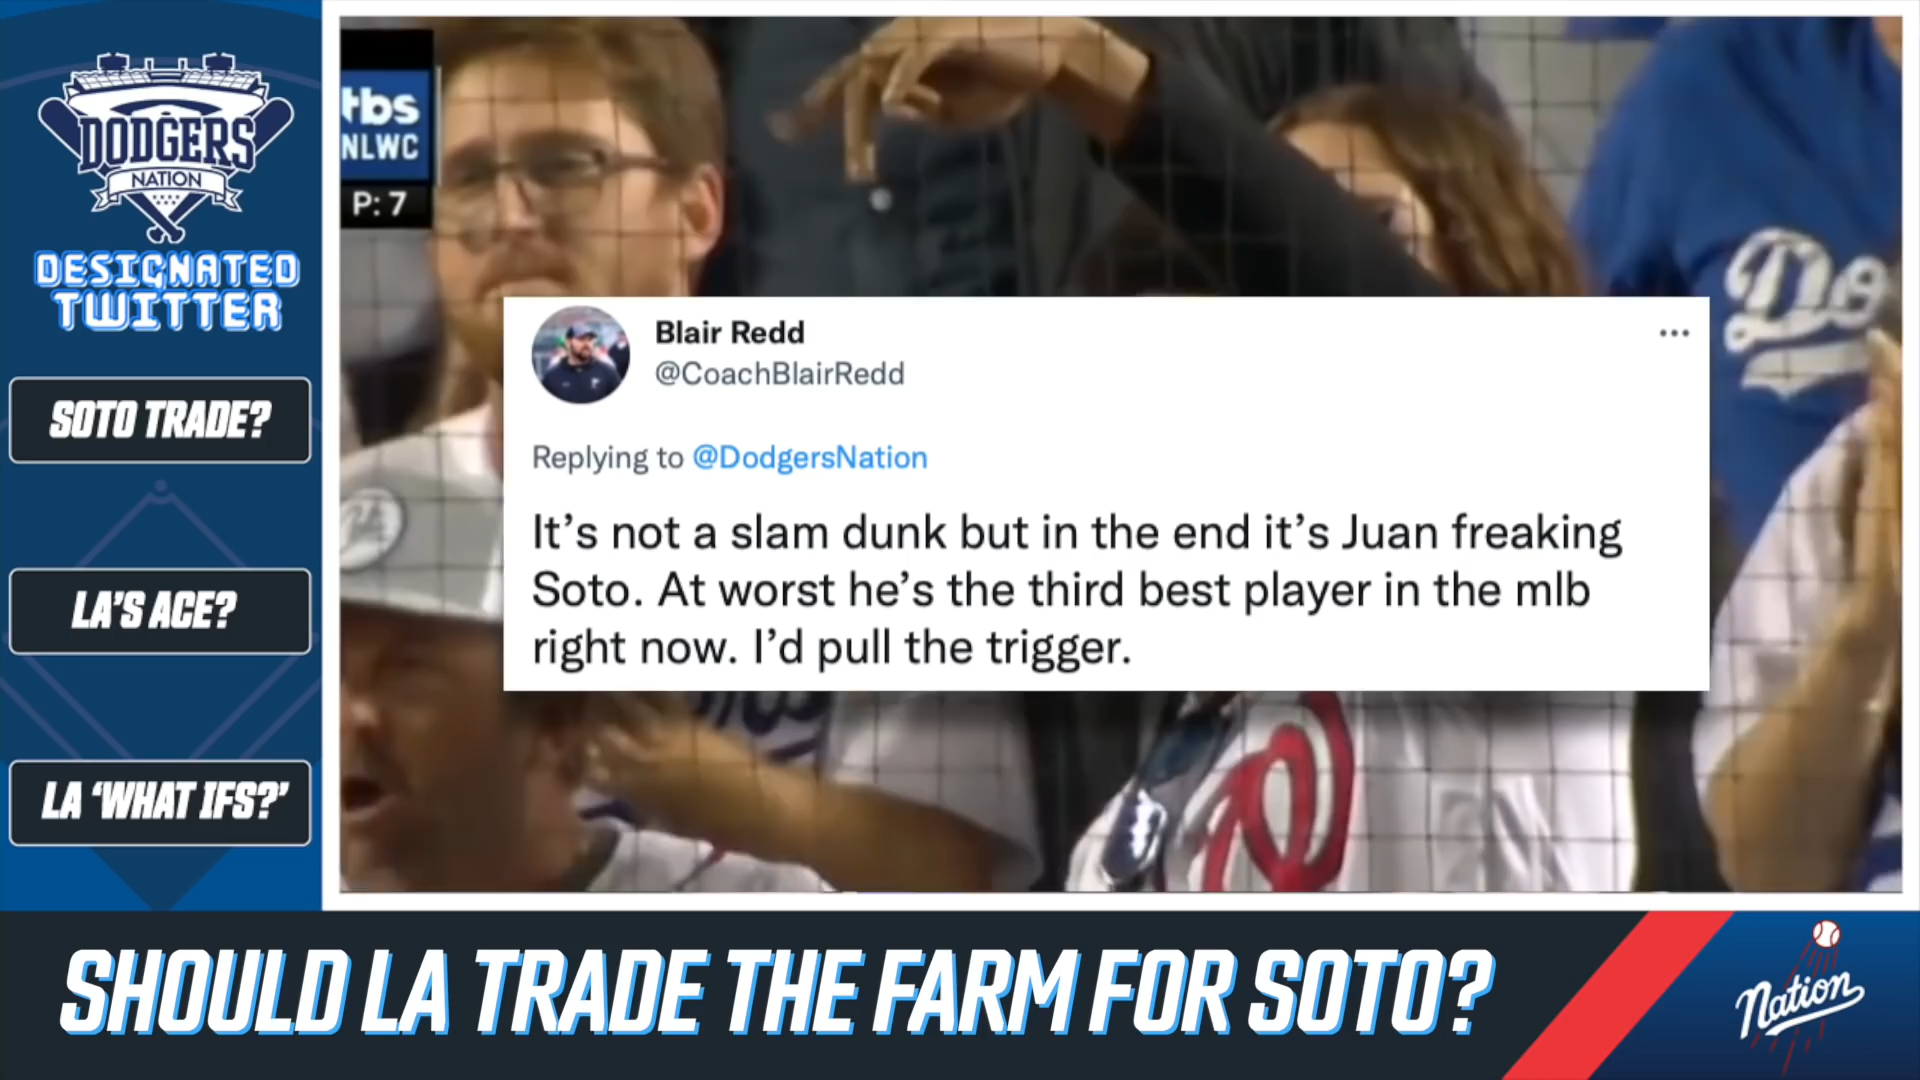 DODGERS
NATION
DESIGNATED
TWITTER
SOTO TRADE?
LA'S ACE?
LA 'WHAT IFS?'
tbs
NLWC
P: 7
Do
Blair Redd
@CoachBlairRedd
Replying to @DodgersNation
It's not a slam dunk but in the end it's Juan freaking
Soto. At worst he's the third best player in the mlb
right now. I'd pull the trigger.
SHOULD LA TRADE THE FARM FOR SOTO?
Nation